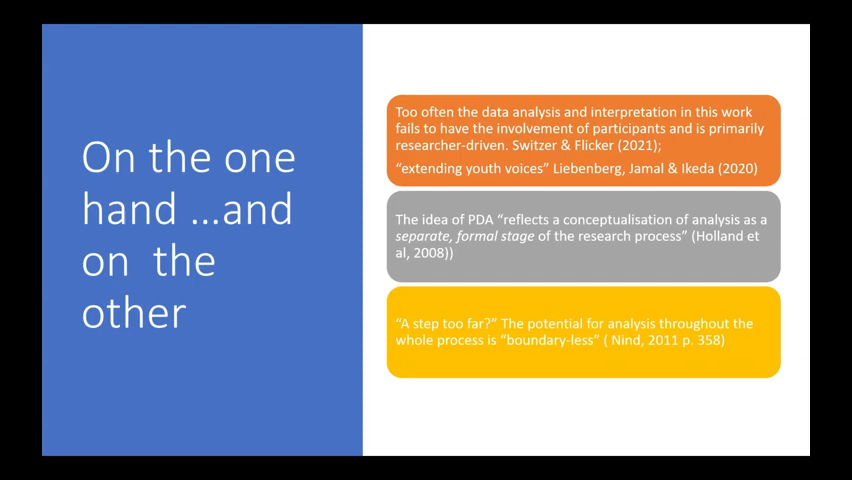 On the one
hand ...and
on the
other
Too often the data analysis and interpretation in this work
fails to have the involvement of participants and is primarily
researcher-driven. Switzer & Flicker (2021);
“extending youth voices” Liebenberg, Jamal & Ikeda (2020)
The idea of PDA “reflects a conceptualisation of analysis as a
separate, formal stage of the research process” (Holland et
al, 2008))
“A step too far?” The potential for analysis throughout the
whole process is “boundary-less” ( Nind, 2011 p. 358)